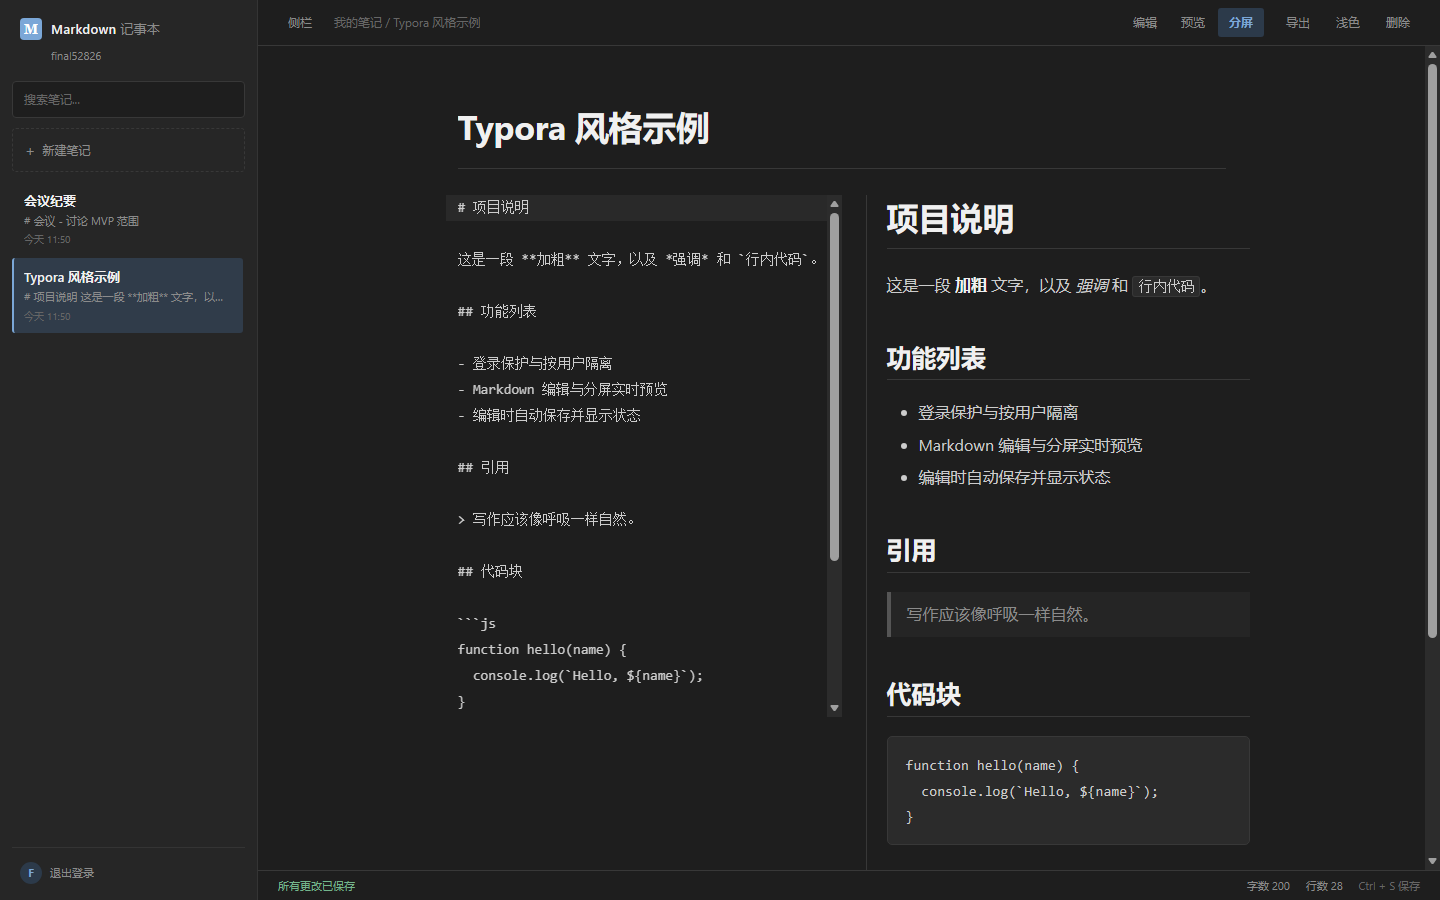 M Markdown 记事本
final52826
搜索笔记...
+ 新建笔记
会议纪要
# 会议 - 讨论 MVP 范围
今天 11:50
Typora 风格示例
# 项目说明 这是一段 **加粗** 文字，以...
今天 11:50
F 退出登录
侧栏 我的笔记 / Typora 风格示例
编辑 预览 分屏 导出 浅色 删除
Typora 风格示例
# 项目说明
这是一段 **加粗** 文字，以及 *强调* 和 `行内代码`。
## 功能列表
- 登录保护与按用户隔离
- Markdown 编辑与分屏实时预览
- 编辑时自动保存并显示状态
## 引用
> 写作应该像呼吸一样自然。
## 代码块
```js
function hello(name) {
  console.log(`Hello, ${name}`);
}
项目说明
这是一段 加粗 文字，以及 强调 和 行内代码 。
功能列表
• 登录保护与按用户隔离
• Markdown 编辑与分屏实时预览
• 编辑时自动保存并显示状态
引用
写作应该像呼吸一样自然。
代码块
function hello(name) {
  console.log(`Hello, ${name}`);
}
所有更改已保存
字数 200 行数 28 Ctrl + S 保存